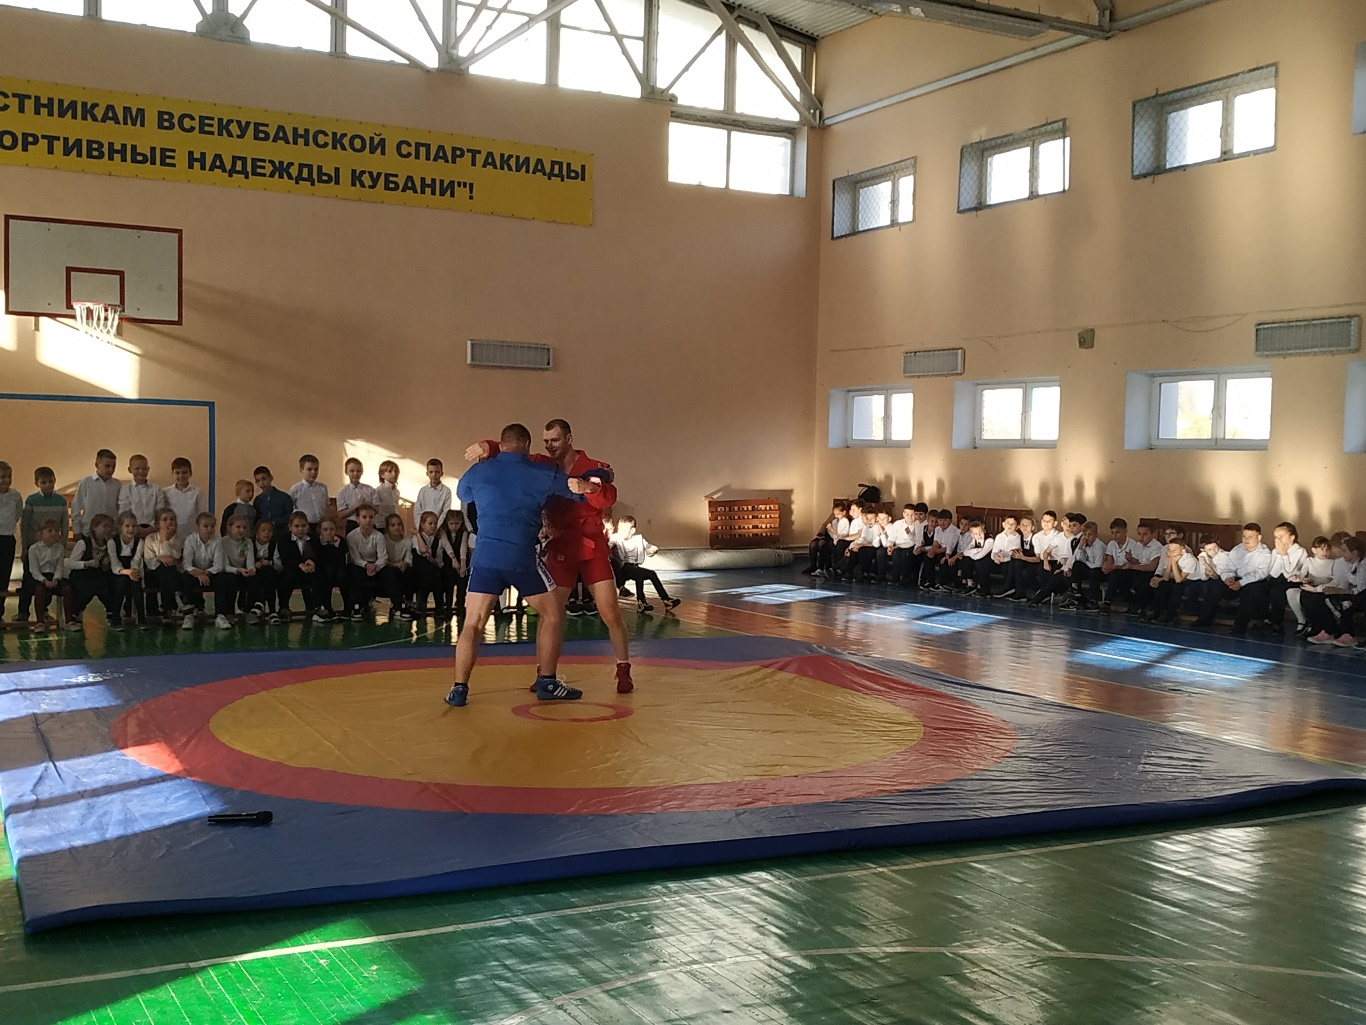 СТНИКАМ ВСЕКУБАНСКОЙ СПАРТАКИАДЫ
ОРТИВНЫЕ НАДЕЖДЫ КУБАНИ"!